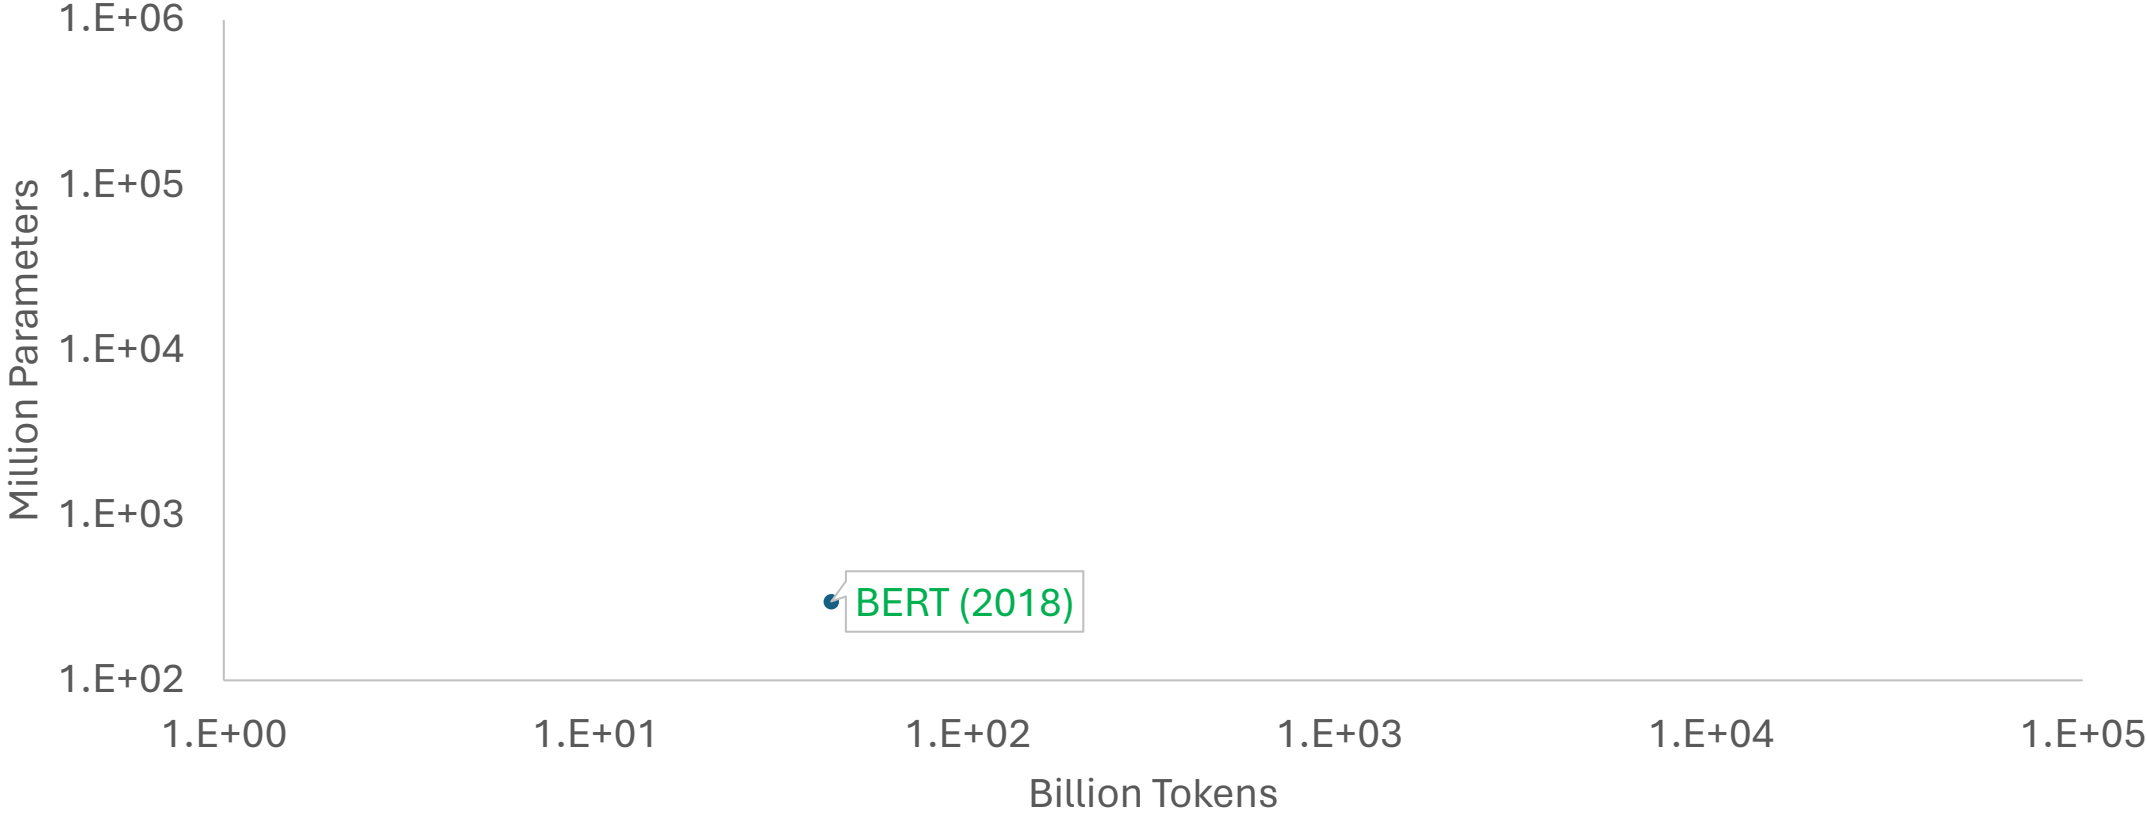 1.E+06
1.E+05
1.E+04
1.E+03
1.E+02
Million Parameters
BERT (2018)
1.E+00 1.E+01 1.E+02 1.E+03 1.E+04 1.E+05
Billion Tokens